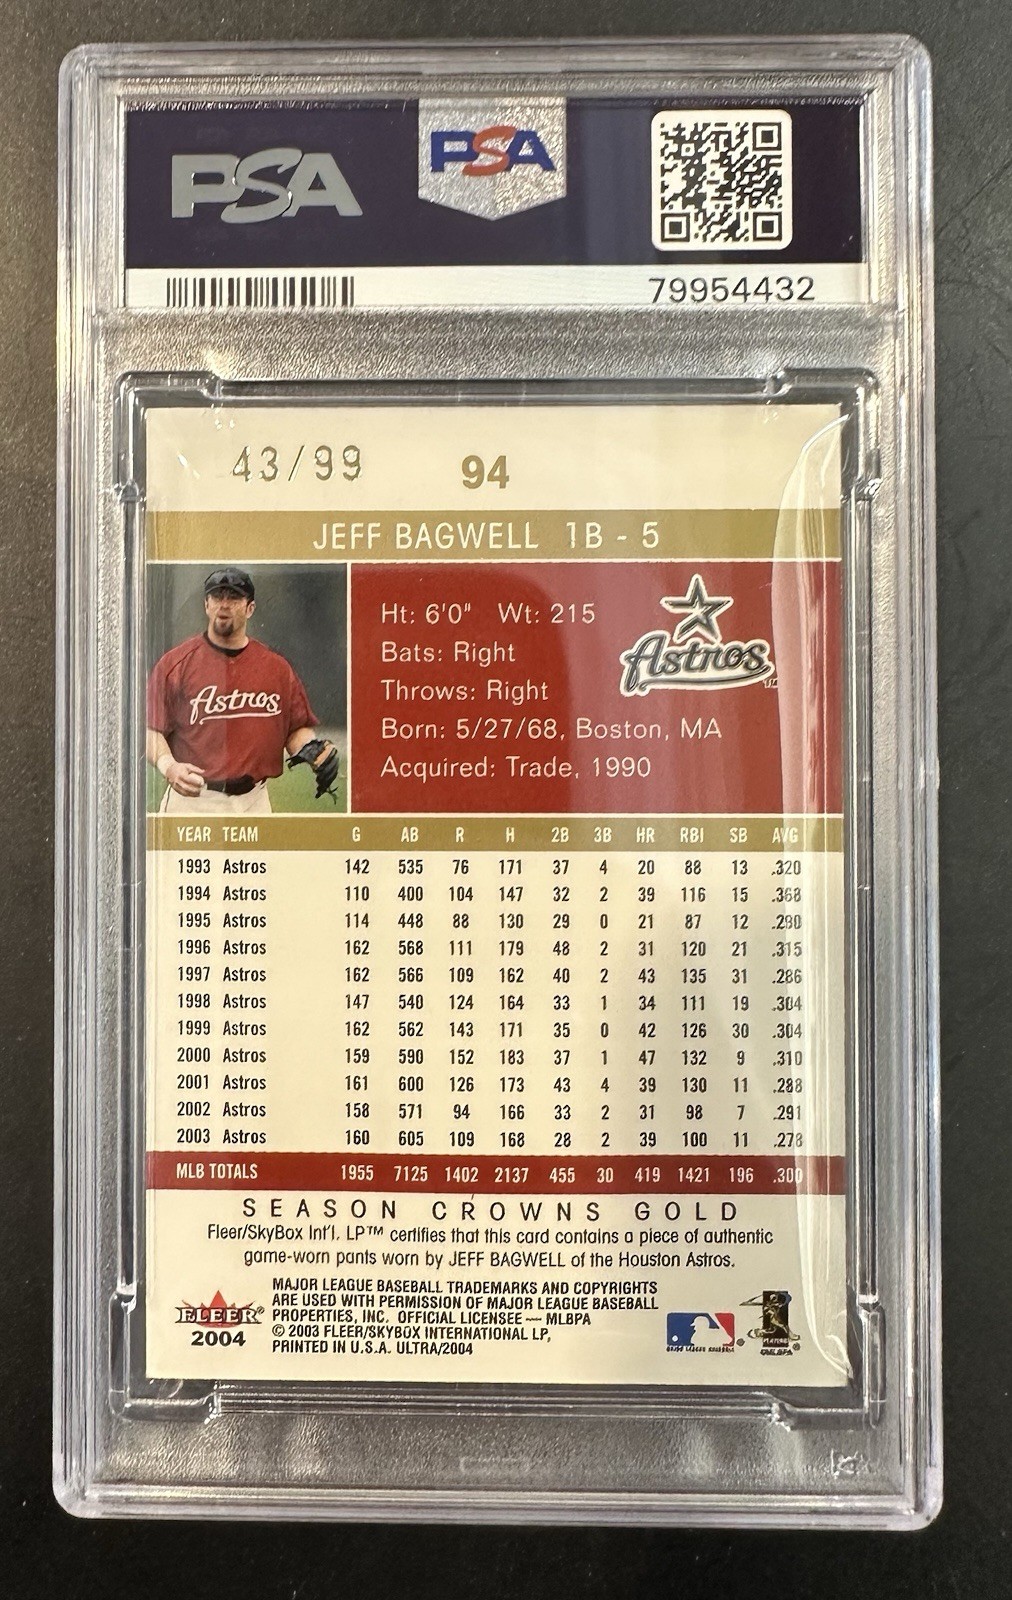 PSA PSA
79954432
43/99 94
JEFF BAGWELL 1B - 5
Ht: 6'0" Wt: 215
Bats: Right
Throws: Right
Born: 5/27/68, Boston, MA
Acquired: Trade, 1990
Astros
Astros
YEAR TEAM G AB R H 2B 3B HR RBI SB AVG
1993 Astros 142 535 76 171 37 4 20 88 13 .320
1994 Astros 110 400 104 147 32 2 39 116 15 .368
1995 Astros 114 448 88 130 29 0 21 87 12 .290
1996 Astros 162 568 111 179 48 2 31 120 21 .315
1997 Astros 162 566 109 162 40 2 43 135 31 .286
1998 Astros 147 540 124 164 33 1 34 111 19 .304
1999 Astros 162 562 143 171 35 0 42 126 30 .304
2000 Astros 159 590 152 183 37 1 47 132 9 .310
2001 Astros 161 600 126 173 43 4 39 130 11 .288
2002 Astros 158 571 94 166 33 2 31 98 7 .291
2003 Astros 160 605 109 168 28 2 39 100 11 .278
MLB TOTALS 1955 7125 1402 2137 455 30 419 1421 196 .300
SEASON CROWNS GOLD
Fleer/SkyBox Int'l, LP™ certifies that this card contains a piece of authentic
game-worn pants worn by JEFF BAGWELL of the Houston Astros.
MAJOR LEAGUE BASEBALL TRADEMARKS AND COPYRIGHTS
ARE USED WITH PERMISSION OF MAJOR LEAGUE BASEBALL
PROPERTIES, INC. OFFICIAL LICENSEE — MLBPA
© 2003 FLEER/SKYBOX INTERNATIONAL LP,
PRINTED IN U.S.A. ULTRA/2004
FLEER®
2004